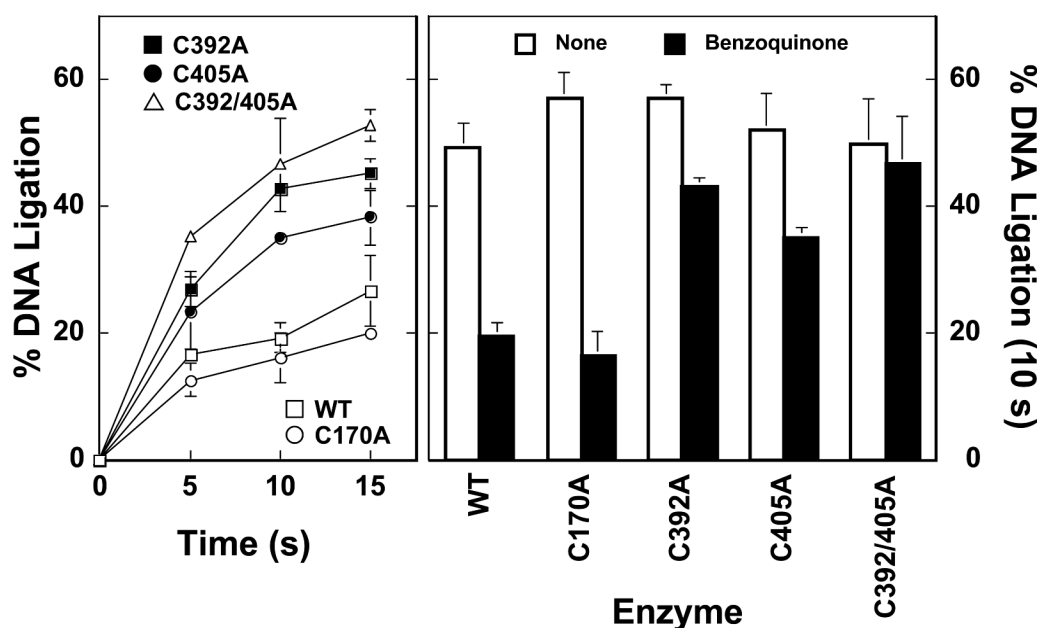 C392A
C405A
C392/405A
WT
C170A
60
40
20
0
% DNA Ligation
0 5 10 15
Time (s)
None Benzoquinone
60
40
20
0
% DNA Ligation (10 s)
WT
C170A
C392A
C405A
C392/405A
Enzyme